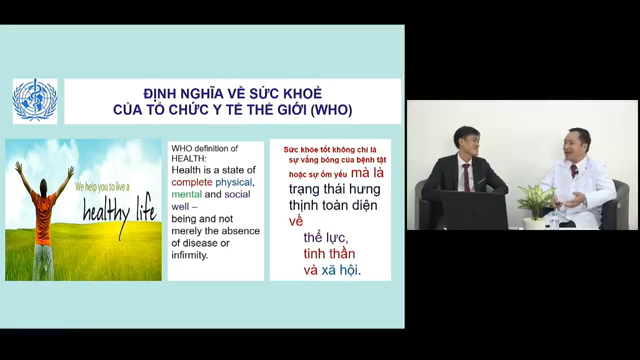 ĐỊNH NGHĨA VỀ SỨC KHOẺ
CỦA TỔ CHỨC Y TẾ THẾ GIỚI (WHO)
We help you to live a
healthy life
WHO definition of
HEALTH:
Health is a state of
complete physical,
mental and social
well –
being and not
merely the absence
of disease or
infirmity.
Sức khỏe tốt không chỉ là
sự vắng bóng của bệnh tật
hoặc sự ốm yếu mà là
trạng thái hưng
thịnh toàn diện
về
thể lực,
tinh thần
và xã hội.